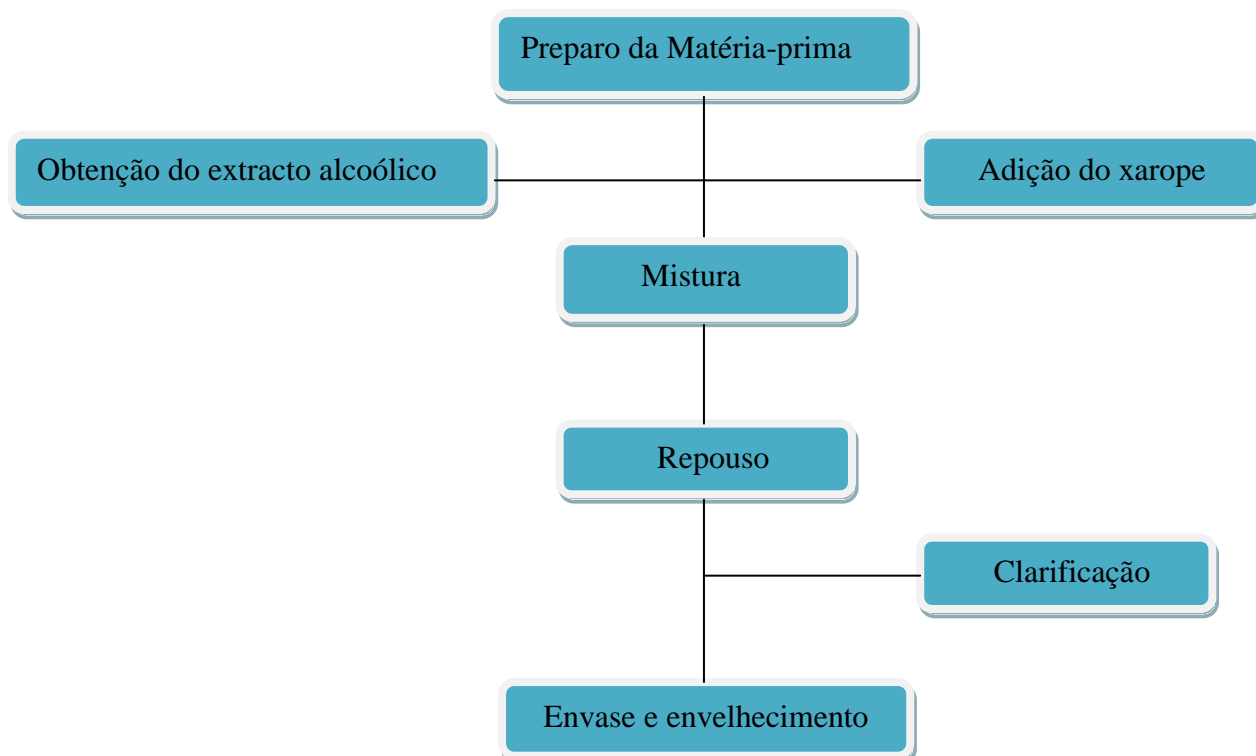 Preparo da Matéria-prima
Obtenção do extracto alcoólico
Adição do xarope
Mistura
Repouso
Clarificação
Envase e envelhecimento